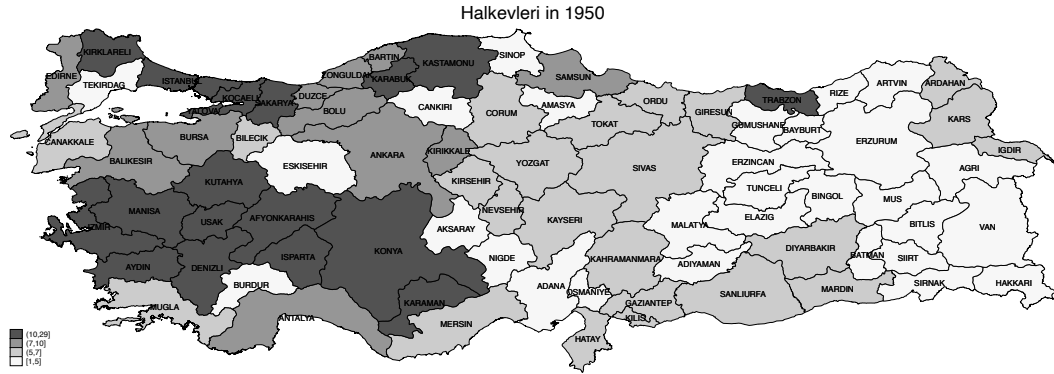 Halkevleri in 1950
KIRKLARELI
EDIRNE
TEKIRDAG
ISTANBUL
KOCAELI
YALOVA
SAKARYA
DUZCE
BOLU
ZONGULDAK
BARTIN
KARABUK
KASTAMONU
SINOP
SAMSUN
CANKIRI
CORUM
AMASYA
ORDU
TOKAT
GIRESUN
TRABZON
GUMUSHANE
BAYBURT
RIZE
ARTVIN
ARDAHAN
KARS
IGDIR
CANAKKALE
BALIKESIR
BURSA
BILECIK
ESKISEHIR
ANKARA
KIRIKKALE
KIRSEHIR
YOZGAT
SIVAS
ERZINCAN
ERZURUM
AGRI
KUTAHYA
MANISA
IZMIR
USAK
AFYONKARAHIS
KONYA
AKSARAY
NEVSEHIR
KAYSERI
MALATYA
TUNCELI
ELAZIG
BINGOL
MUS
BITLIS
VAN
AYDIN
DENIZLI
ISPARTA
BURDUR
NIGDE
ADANA
KAHRAMANMARA
ADIYAMAN
DIYARBAKIR
BATMAN
SIIRT
SIRNAK
HAKKARI
MUGLA
ANTALYA
KARAMAN
MERSIN
OSMANIYE
GAZIANTEP
KILIS
HATAY
SANLIURFA
MARDIN
(10,29]
(7,10]
(5,7]
[1,5]